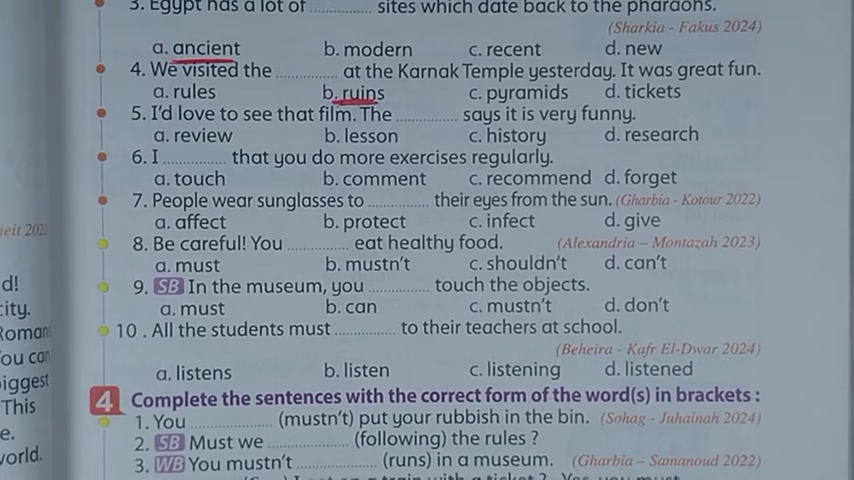 3. Egypt has a lot of ............. sites which date back to the pharaons.
(Sharkia - Fakus 2024)
a. ancient b. modern c. recent d. new
4. We visited the ............. at the Karnak Temple yesterday. It was great fun.
a. rules b. ruins c. pyramids d. tickets
5. I'd love to see that film. The ............. says it is very funny.
a. review b. lesson c. history d. research
6. I ............. that you do more exercises regularly.
a. touch b. comment c. recommend d. forget
7. People wear sunglasses to ............. their eyes from the sun. (Gharbia - Kotour 2022)
a. affect b. protect c. infect d. give
8. Be careful! You ............. eat healthy food. (Alexandria – Montazah 2023)
a. must b. mustn't c. shouldn't d. can't
9. SB In the museum, you ............. touch the objects.
a. must b. can c. mustn't d. don't
10 . All the students must ............. to their teachers at school.
(Beheira - Kafr El-Dwar 2024)
a. listens b. listen c. listening d. listened
4 Complete the sentences with the correct form of the word(s) in brackets :
1. You ................. (mustn't) put your rubbish in the bin. (Sohag - Juhainah 2024)
2. SB Must we ................. (following) the rules ?
3. WB You mustn't ................. (runs) in a museum. (Gharbia – Samanoud 2022)
d!
city.
You can
This
e.
world.